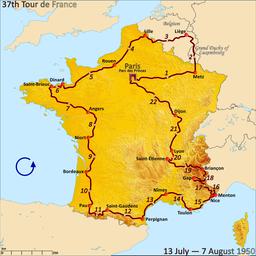 37th Tour de France
Belgium
Lille
Liège
3
2
4
Grand Duchy of
Luxembourg
Rouen
Paris
Parc des Princes
1
Metz
5
Dinard
Saint-Brieuc
6
7
Angers
22
Dijon
8
21
Niort
9
Lyon
Saint-Étienne
20
19
Briançon
Gap
18
Bordeaux
17
10
14
16
Menton
Nîmes
15
Nice
Pau
11
Saint-Gaudens
12
13
Toulon
Perpignan
13 July — 7 August 1950